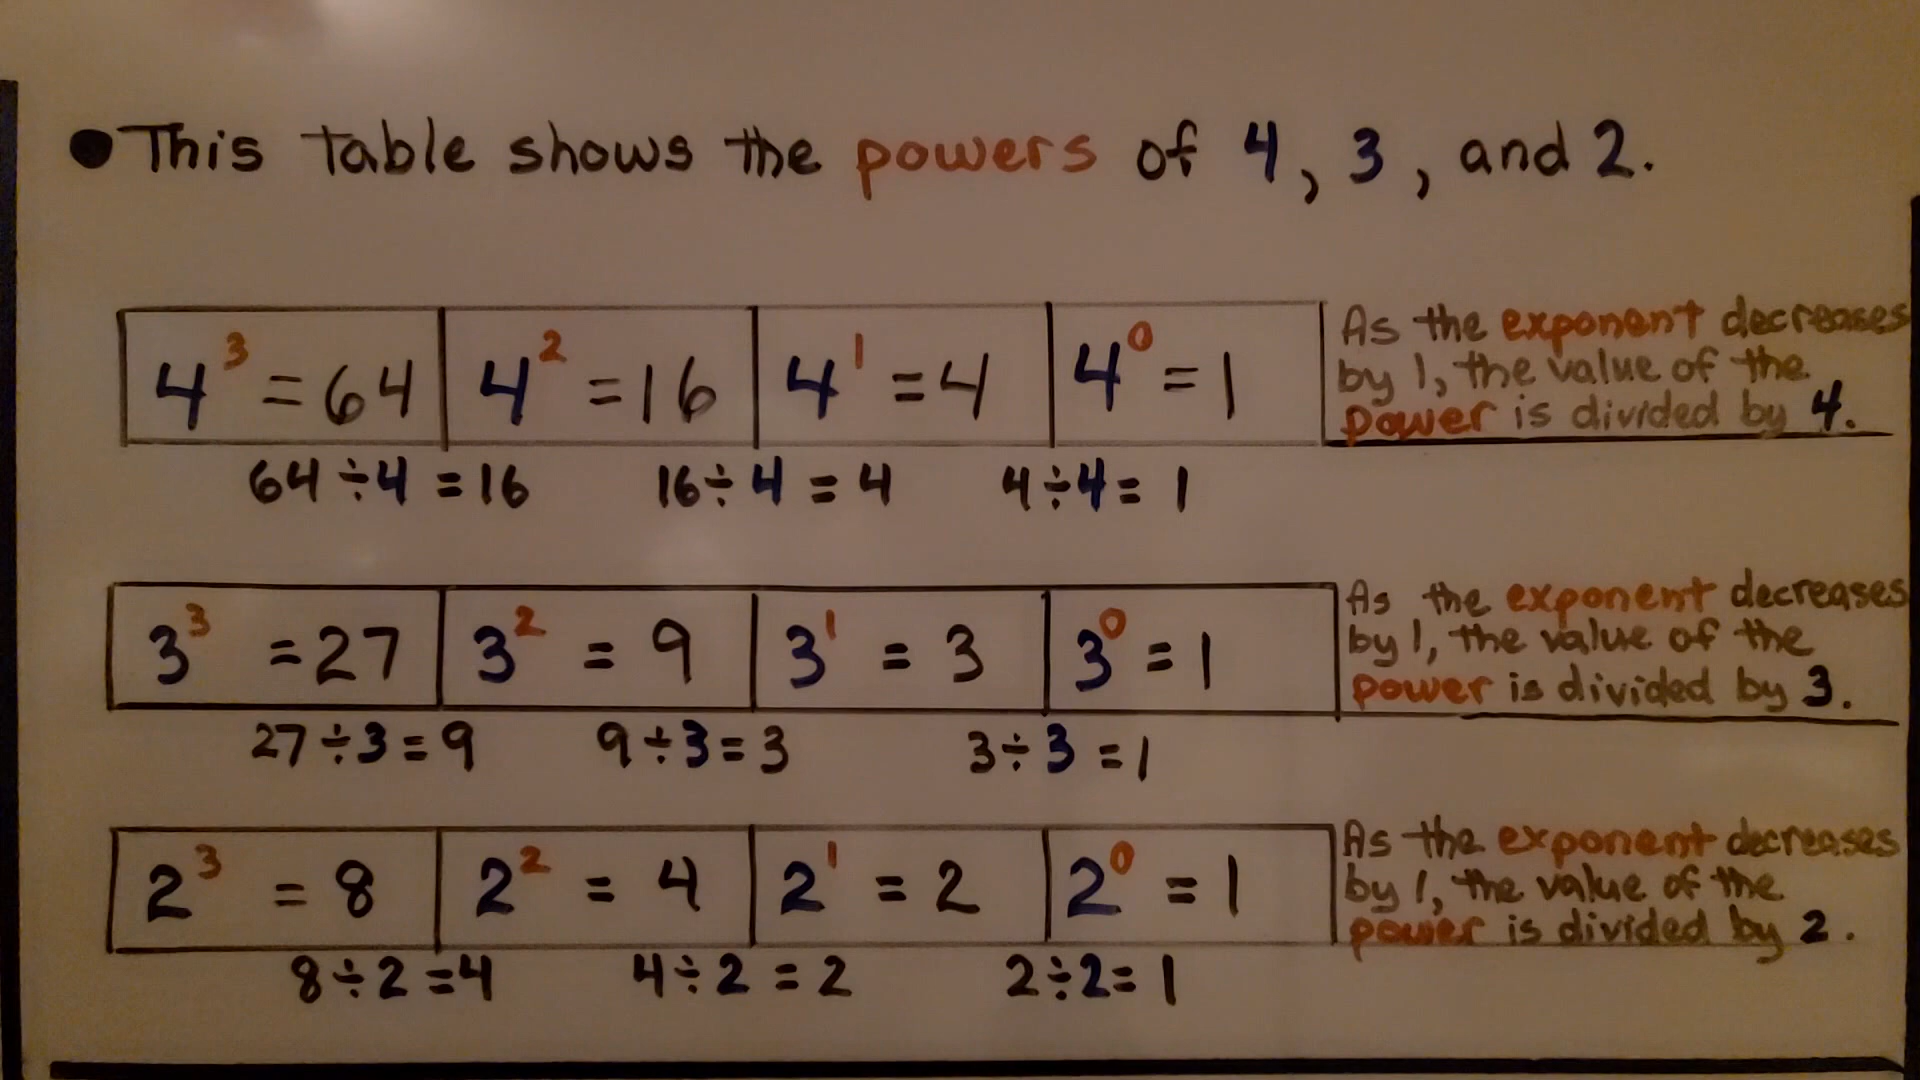 ● This table shows the powers of 4, 3, and 2.
4³ = 64 4² = 16 4¹ = 4 4⁰ = 1
As the exponent decreases
by 1, the value of the
power is divided by 4.
64 ÷ 4 = 16 16 ÷ 4 = 4 4 ÷ 4 = 1
3³ = 27 3² = 9 3¹ = 3 3⁰ = 1
As the exponent decreases
by 1, the value of the
power is divided by 3.
27 ÷ 3 = 9 9 ÷ 3 = 3 3 ÷ 3 = 1
2³ = 8 2² = 4 2¹ = 2 2⁰ = 1
As the exponent decreases
by 1, the value of the
power is divided by 2.
8 ÷ 2 = 4 4 ÷ 2 = 2 2 ÷ 2 = 1